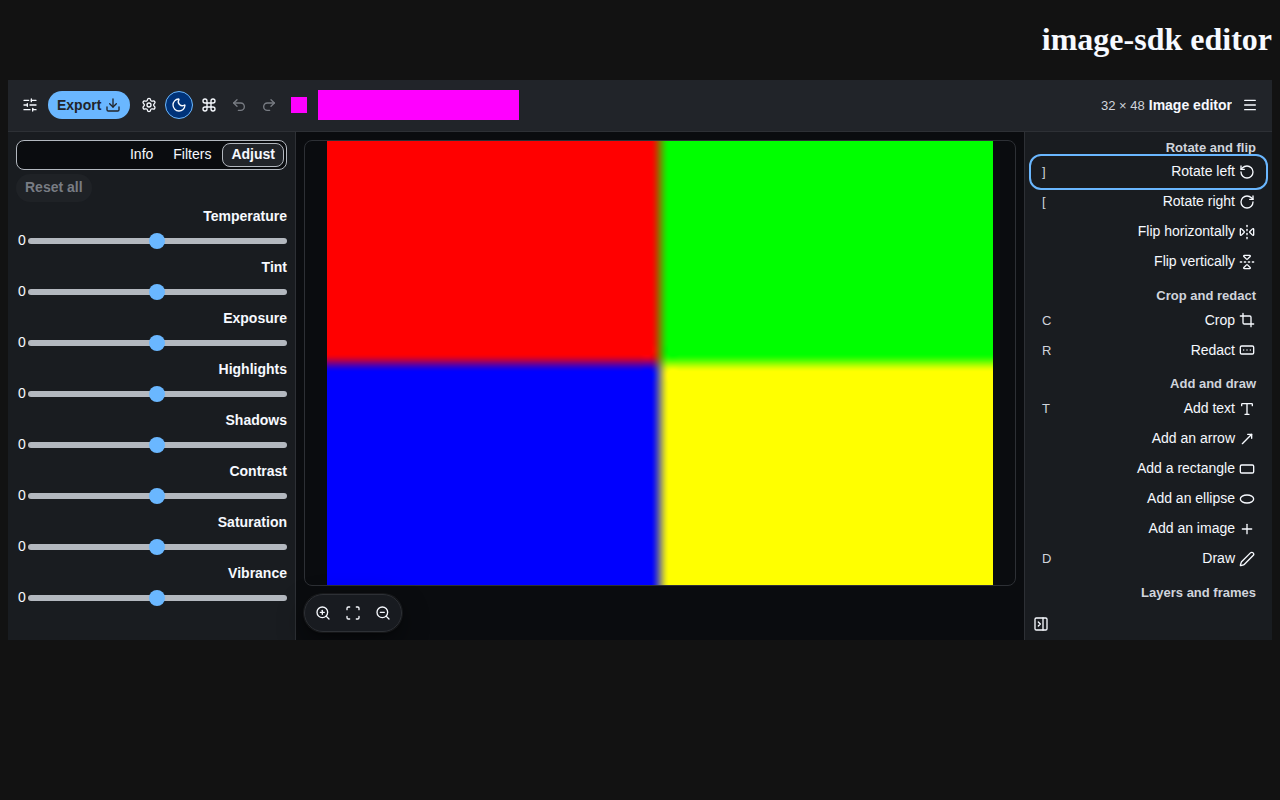 image-sdk editor
Export
32 × 48 Image editor
Info Filters Adjust
Reset all
Temperature
0
Tint
0
Exposure
0
Highlights
0
Shadows
0
Contrast
0
Saturation
0
Vibrance
0
Rotate and flip
Rotate left ]
Rotate right [
Flip horizontally
Flip vertically
Crop and redact
Crop C
Redact R
Add and draw
Add text T
Add an arrow
Add a rectangle
Add an ellipse
Add an image
Draw D
Layers and frames